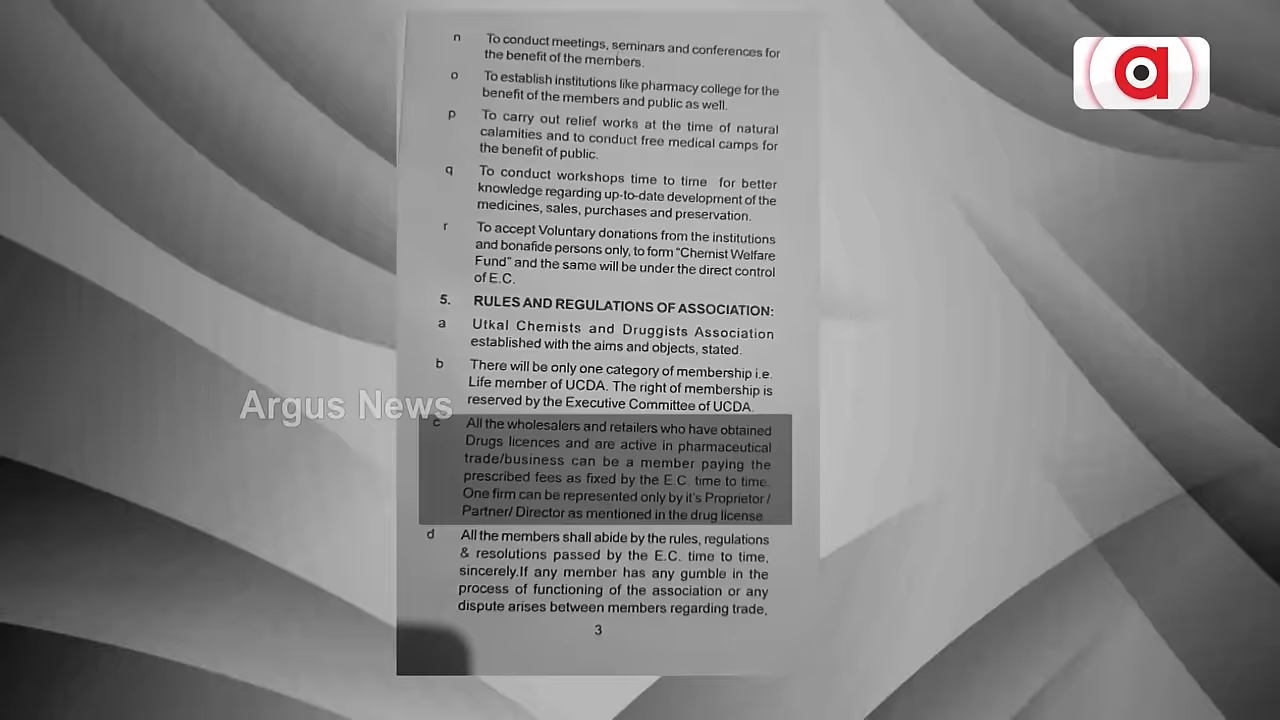 n To conduct meetings, seminars and conferences for
the benefit of the members.
o To establish institutions like pharmacy college for the
benefit of the members and public as well.
p To carry out relief works at the time of natural
calamities and to conduct free medical camps for
the benefit of public.
q To conduct workshops time to time for better
knowledge regarding up-to-date development of the
medicines, sales, purchases and preservation.
r To accept Voluntary donations from the institutions
and bonafide persons only, to form "Chemist Welfare
Fund" and the same will be under the direct control
of E.C.
5. RULES AND REGULATIONS OF ASSOCIATION:
a Utkal Chemists and Druggists Association
established with the aims and objects, stated.
b There will be only one category of membership i.e.
Life member of UCDA. The right of membership is
reserved by the Executive Committee of UCDA.
c All the wholesalers and retailers who have obtained
Drugs licences and are active in pharmaceutical
trade/business can be a member paying the
prescribed fees as fixed by the E.C. time to time.
One firm can be represented only by it's Proprietor /
Partner/ Director as mentioned in the drug license
d All the members shall abide by the rules, regulations
& resolutions passed by the E.C. time to time,
sincerely.If any member has any gumble in the
process of functioning of the association or any
dispute arises between members regarding trade,
3
Argus News
a